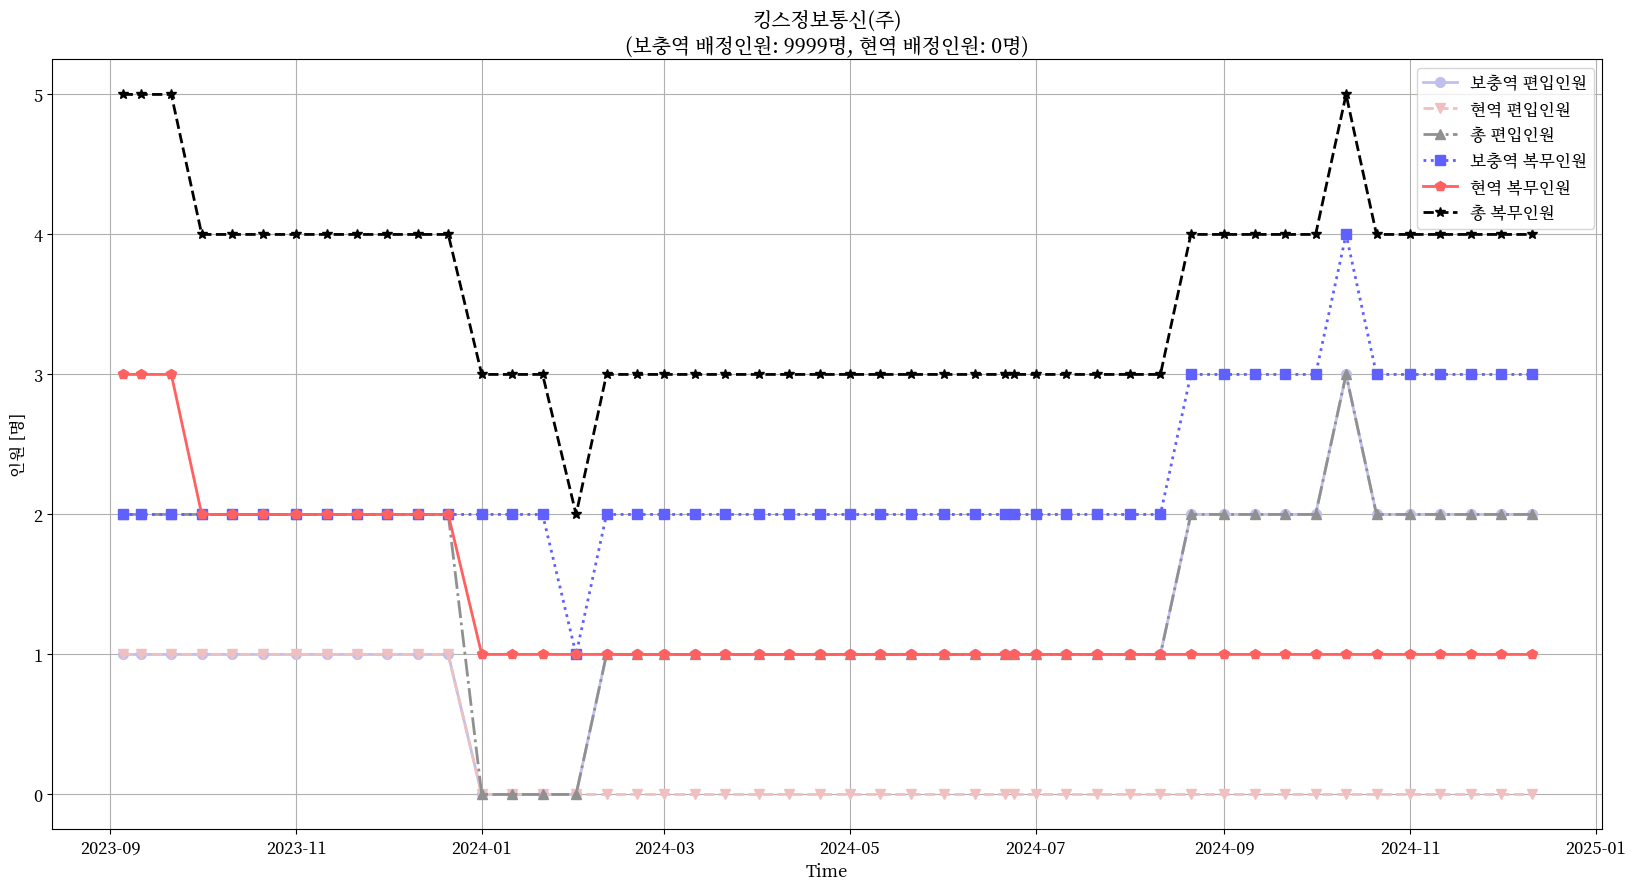 킹스정보통신(주)
(보충역 배정인원: 9999명, 현역 배정인원: 0명)
보충역 편입인원
현역 편입인원
총 편입인원
보충역 복무인원
현역 복무인원
총 복무인원
인원 [명]
5
4
3
2
1
0
2023-09 2023-11 2024-01 2024-03 2024-05 2024-07 2024-09 2024-11 2025-01
Time